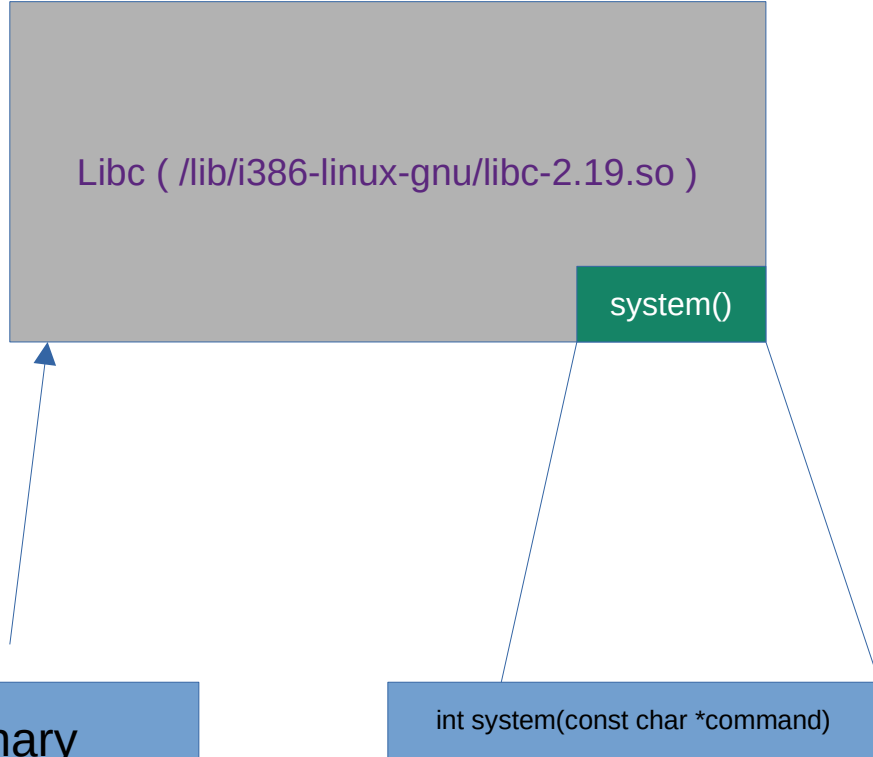 Libc ( /lib/i386-linux-gnu/libc-2.19.so )
system()
int system(const char *command)